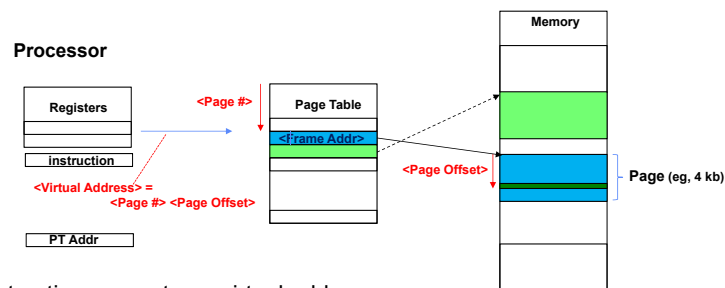 Memory
Processor
Registers
<Page #>
Page Table
<Frame Addr>
instruction
<Virtual Address> =
<Page #> <Page Offset>
<Page Offset>
Page (eg, 4 kb)
PT Addr